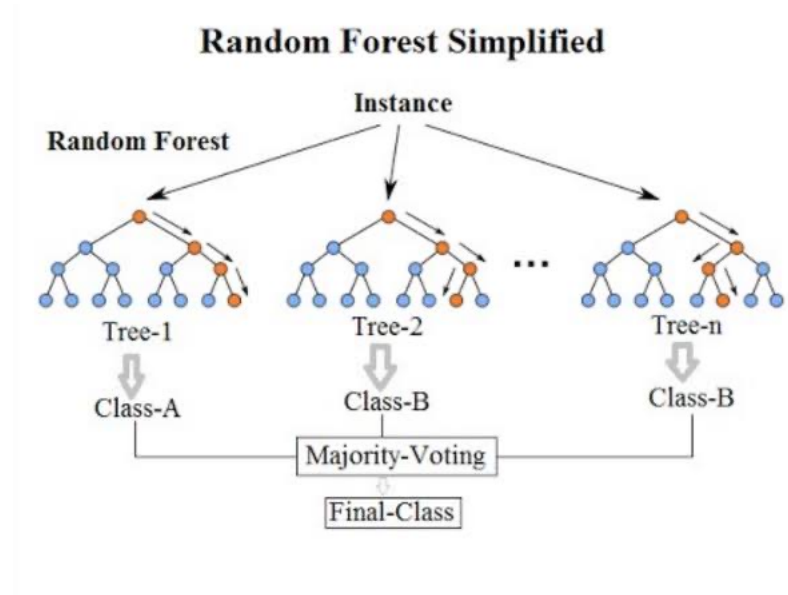 Random Forest Simplified
Instance
Random Forest
...
Tree-1
Tree-2
Tree-n
Class-A
Class-B
Class-B
Majority-Voting
Final-Class